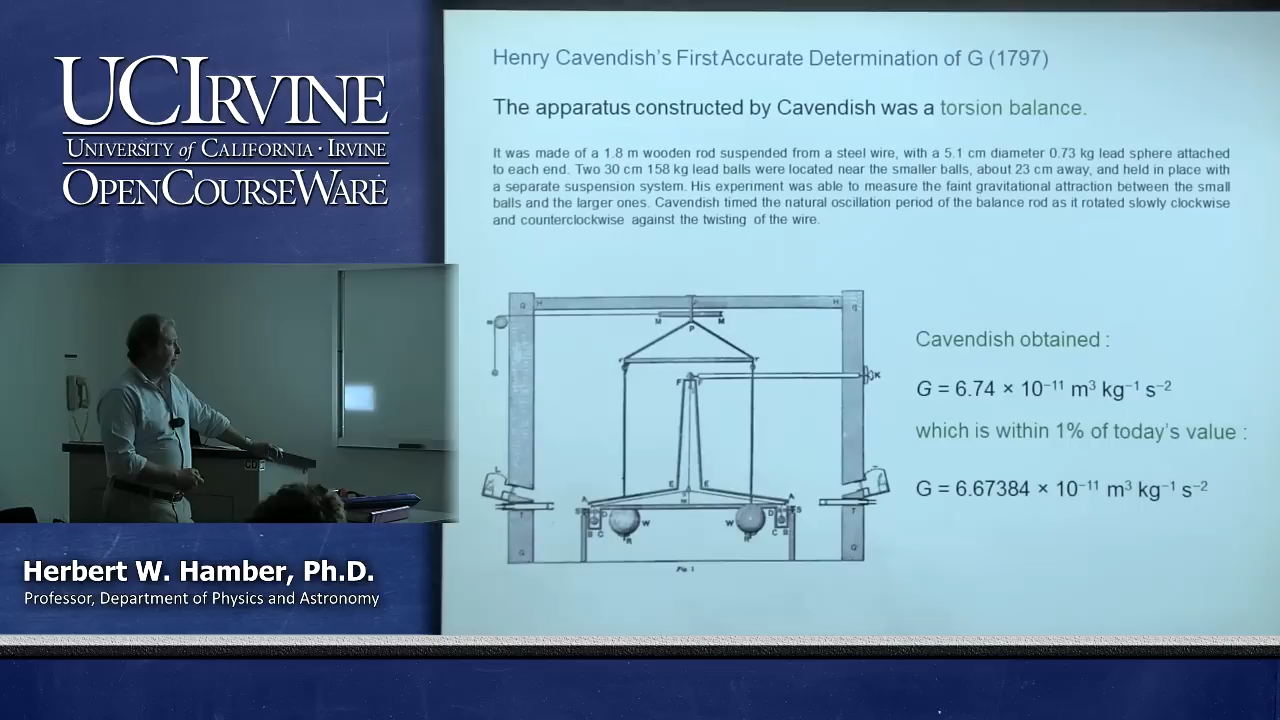 UCIRVINE
UNIVERSITY of CALIFORNIA · IRVINE
OPENCOURSEWARE
Henry Cavendish's First Accurate Determination of G (1797)
The apparatus constructed by Cavendish was a torsion balance.
It was made of a 1.8 m wooden rod suspended from a steel wire, with a 5.1 cm diameter 0.73 kg lead sphere attached
to each end. Two 30 cm 158 kg lead balls were located near the smaller balls, about 23 cm away, and held in place with
a separate suspension system. His experiment was able to measure the faint gravitational attraction between the small
balls and the larger ones. Cavendish timed the natural oscillation period of the balance rod as it rotated slowly clockwise
and counterclockwise against the twisting of the wire.
G H H G
M M
P
F K
E E
A A
W W
R R
Fig. 1
Cavendish obtained :
G = 6.74 × 10⁻¹¹ m³ kg⁻¹ s⁻²
which is within 1% of today's value :
G = 6.67384 × 10⁻¹¹ m³ kg⁻¹ s⁻²
Herbert W. Hamber, Ph.D.
Professor, Department of Physics and Astronomy